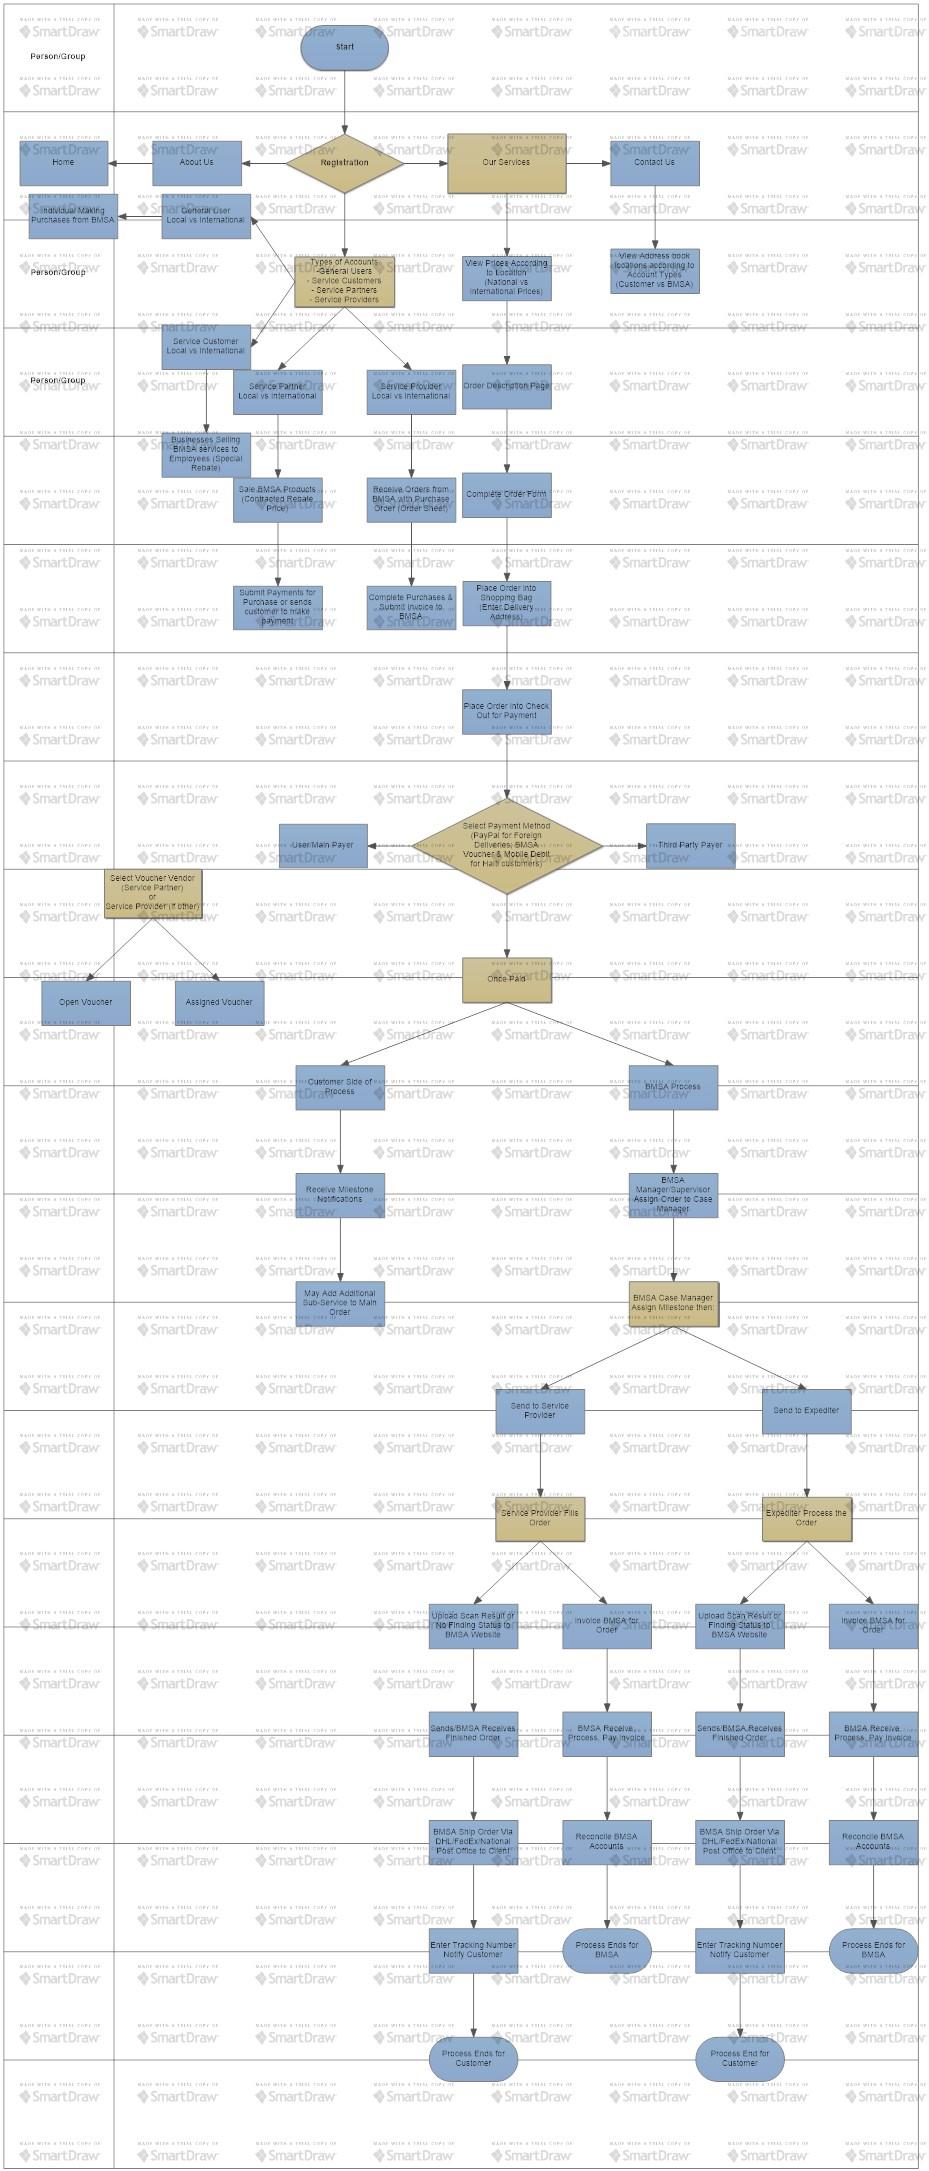 Start
Person/Group
Home
About Us
Registration
Our Services
Contact Us
Individual Making
Purchases from BMSA
General User
Local vs International
Person/Group
Types of Accounts
-General Users
- Service Customers
- Service Partners
- Service Providers
View Prices According
to Location
(National vs
International Prices)
View Address book
locations according to
Account Types
(Customer vs BMSA)
Service Customer
Local vs International
Person/Group
Service Partner
Local vs International
Service Provider
Local vs International
Order Description Page
Businesses Selling
BMSA services to
Employees (Special
Rebate)
Sale BMSA Products
(Contracted Rebate
Price)
Receive Orders from
BMSA with Purchase
Order (Order Sheet)
Complete Order Form
Submit Payments for
Purchase or sends
customer to make
payment
Complete Purchases &
Submit Invoice to
BMSA
Place Order into
Shopping Bag
(Enter Delivery
Address)
Place Order into Check
Out for Payment
User/Main Payer
Select Payment Method
(PayPal for Foreign
Deliveries; BMSA
Voucher & Mobile Debit
for Haiti customers)
Third Party Payer
Select Voucher Vendor
(Service Partner)
or
Service Provider (if other)
Once Paid
Open Voucher
Assigned Voucher
Customer Side of
Process
BMSA Process
Receive Milestone
Notifications
BMSA
Manager/Supervisor
Assign Order to Case
Manager
May Add Additional
Sub-Service to Main
Order
BMSA Case Manager
Assign Milestone then:
Send to Service
Provider
Send to Expediter
Service Provider Fills
Order
Expediter Process the
Order
Upload Scan Result or
No Finding Status to
BMSA Website
Invoice BMSA for
Order
Upload Scan Result or
Finding Status to
BMSA Website
Invoice BMSA for
Order
Sends/BMSA Receives
Finished Order
BMSA Receive,
Process, Pay Invoice
Sends/BMSA Receives
Finished Order
BMSA Receive,
Process, Pay Invoice
BMSA Ship Order Via
DHL/FedEx/National
Post Office to Client
Reconcile BMSA
Accounts
BMSA Ship Order Via
DHL/FedEx/National
Post Office to Client
Reconcile BMSA
Accounts
Enter Tracking Number
Notify Customer
Process Ends for
BMSA
Enter Tracking Number
Notify Customer
Process Ends for
BMSA
Process Ends for
Customer
Process End for
Customer
MADE WITH A TRIAL COPY OF
SmartDraw